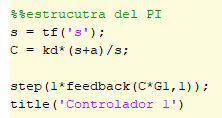 %%estrucutra del PI
s = tf('s');
C = kd*(s+a)/s;
step(1*feedback(C*G1,1));
title('Controlador 1')